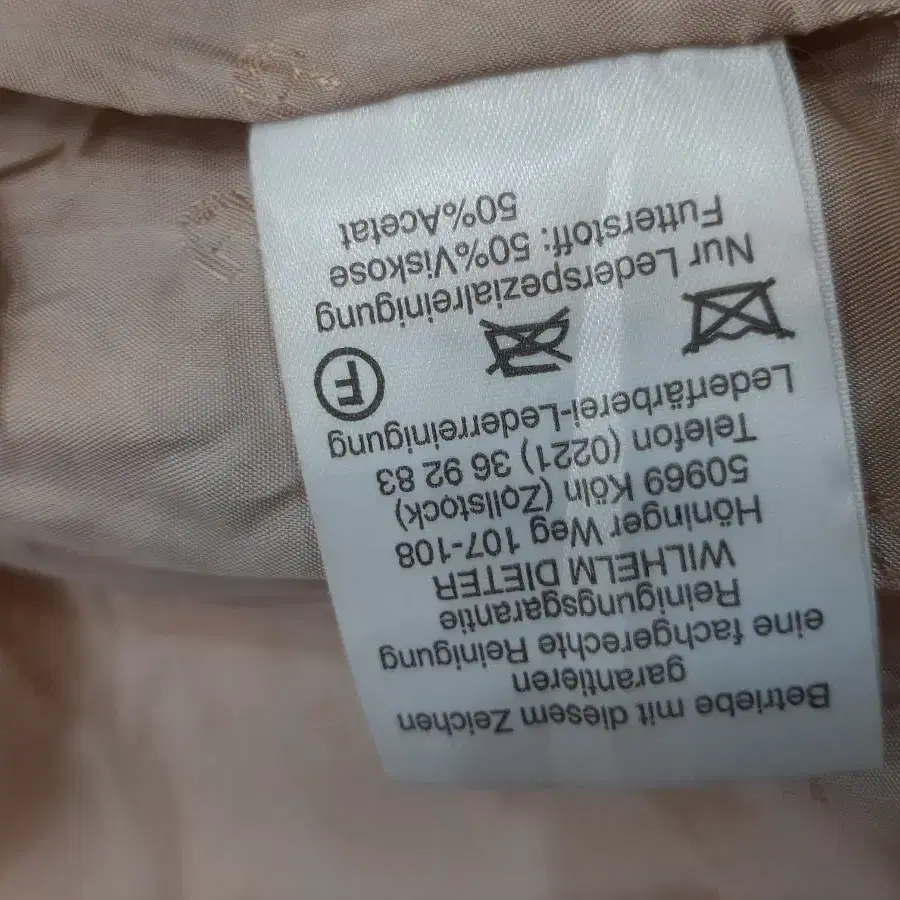 Betriebe mit diesem Zeichen
garantieren
eine fachgerechte Reinigung
Reinigungsgarantie
WILHELM DIETER
Höninger Weg 107-108
50969 Köln (Zollstock)
Telefon (0221) 36 92 83
Lederfärberei-Lederreinigung
F
Nur Lederspezialreinigung
Futterstoff: 50%Viskose
50%Acetat